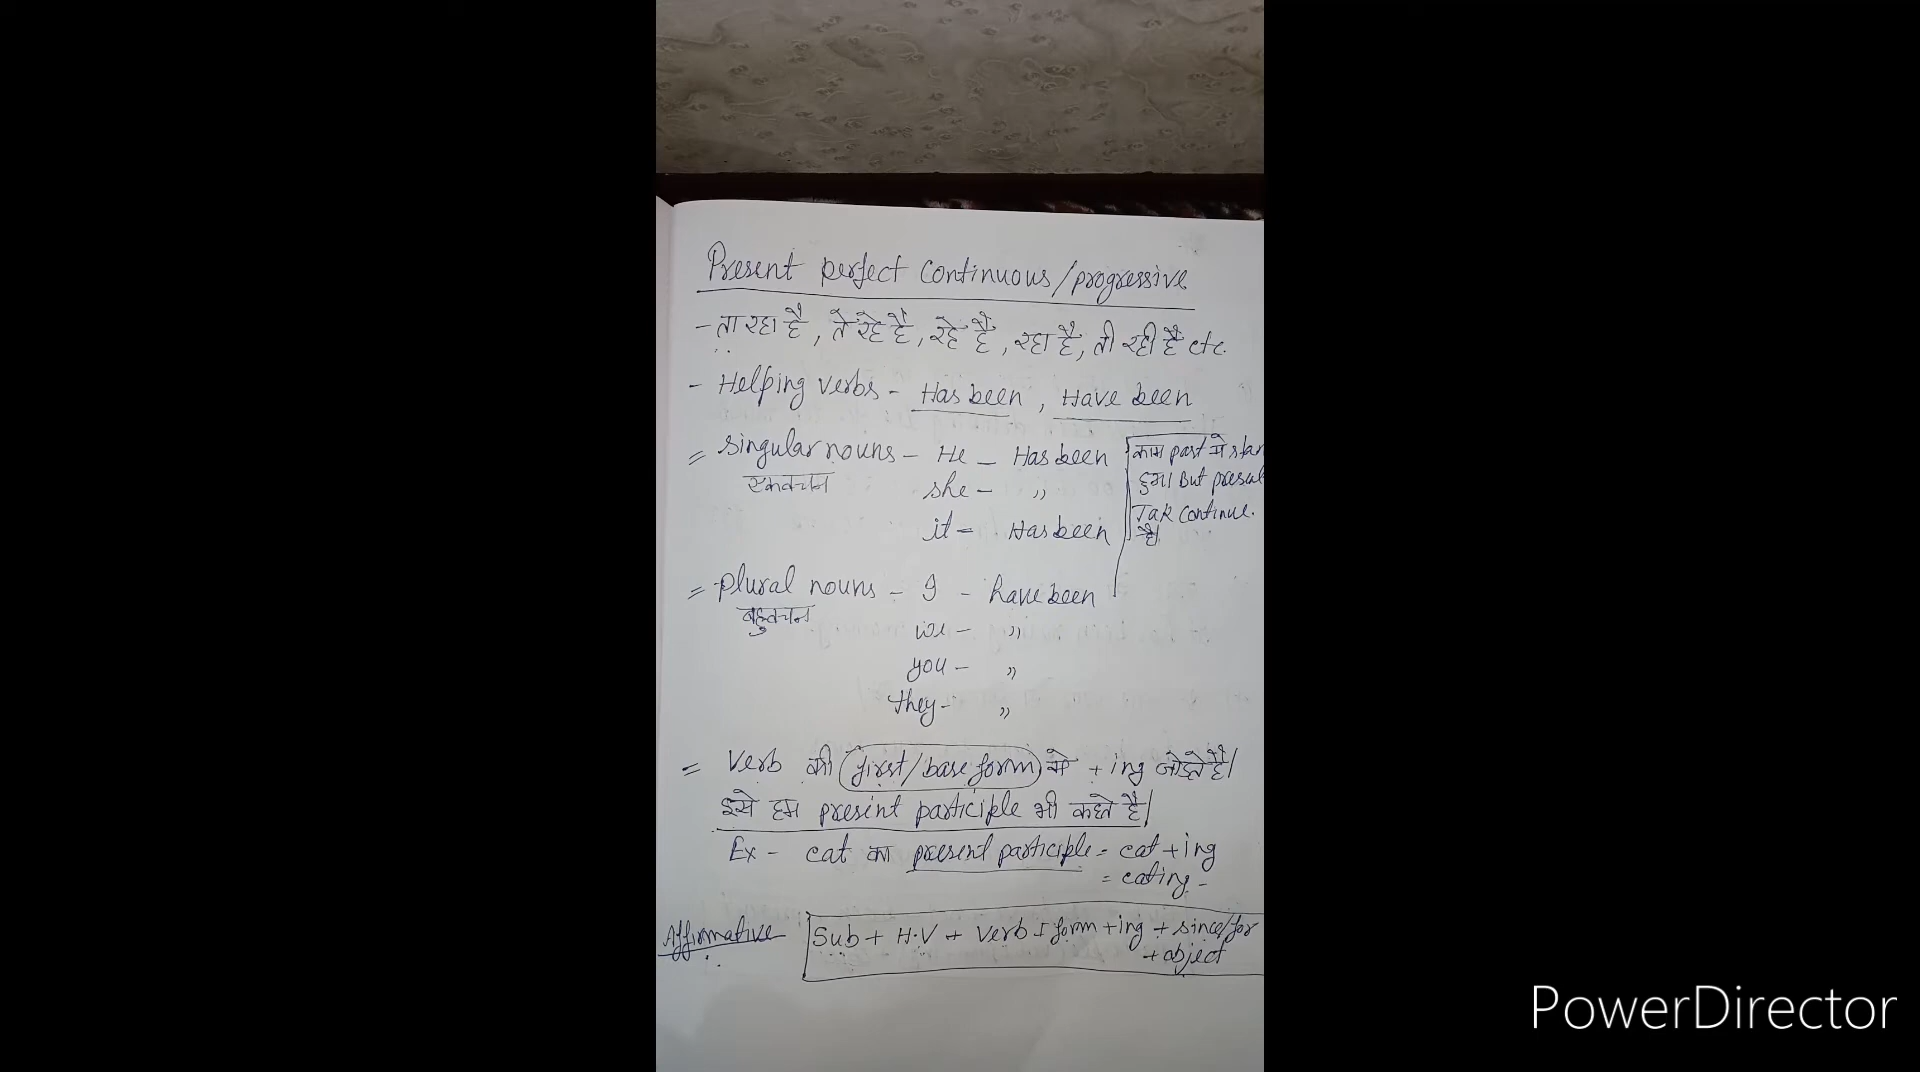 Present perfect continuous/progressive
- ता रहा है, ते रहे है, रहे है, रहा है, ती रही है etc.
- Helping verbs - Has been, Have been
= singular nouns - He - Has been
एकवचन
she - ,,
it = Has been
काम past मे star
हुआ But present
Tak continue.
है।
= plural nouns - I - have been
बहुवचन
we - ,,
you - ,,
they - ,,
= Verb की first/base form मे + ing जोड़ते है।
इसे हम present participle भी कहते है।
Ex - eat का present participle = eat + ing
= eating -
Affirmative Sub + H.V + Verb I form + ing + since/for
+ object
PowerDirector